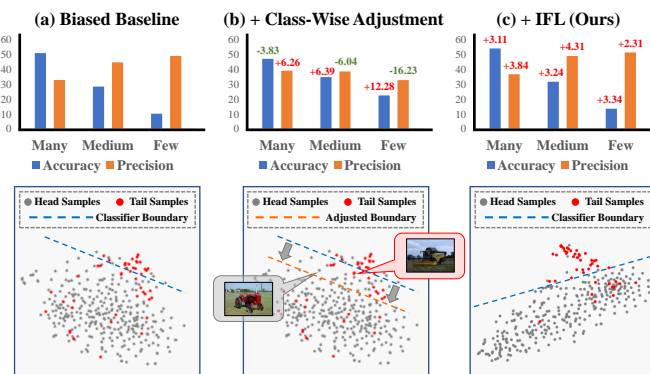 (a) Biased Baseline
60
50
40
30
20
10
0
Many Medium Few
Accuracy Precision
(b) + Class-Wise Adjustment
60
50
40
30
20
10
0
-3.83
+6.26
+6.39
-6.04
+12.28
-16.23
Many Medium Few
Accuracy Precision
(c) + IFL (Ours)
60
50
40
30
20
10
0
+3.11
+3.84
+3.24
+4.31
+3.34
+2.31
Many Medium Few
Accuracy Precision
Head Samples Tail Samples
Classifier Boundary
Head Samples Tail Samples
Adjusted Boundary
Head Samples Tail Samples
Classifier Boundary